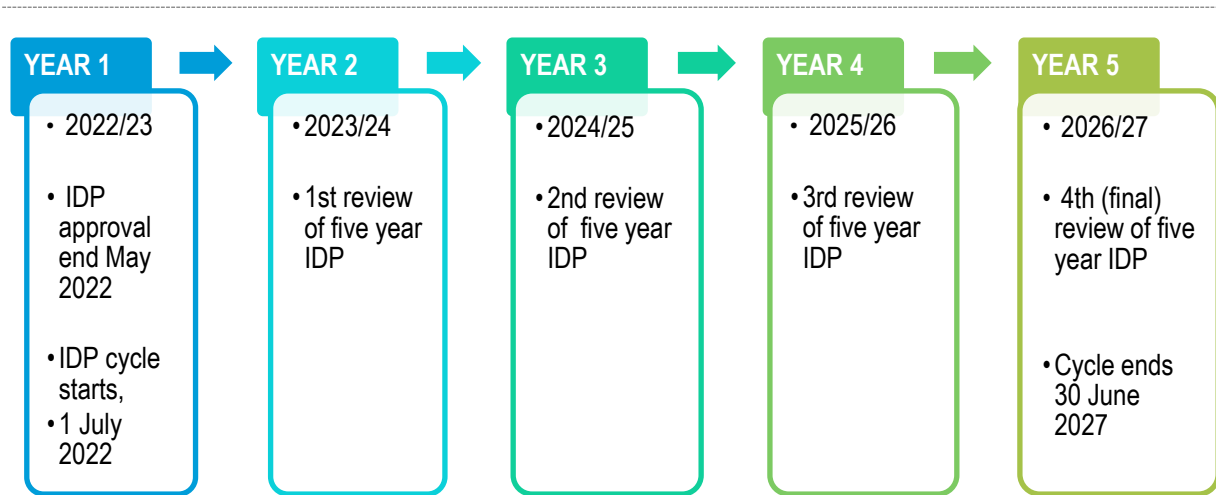 YEAR 1
• 2022/23
• IDP
approval
end May
2022
• IDP cycle
starts,
• 1 July
2022
YEAR 2
• 2023/24
• 1st review
of five year
IDP
YEAR 3
• 2024/25
• 2nd review
of five year
IDP
YEAR 4
• 2025/26
• 3rd review
of five year
IDP
YEAR 5
• 2026/27
• 4th (final)
review of five
year IDP
• Cycle ends
30 June
2027